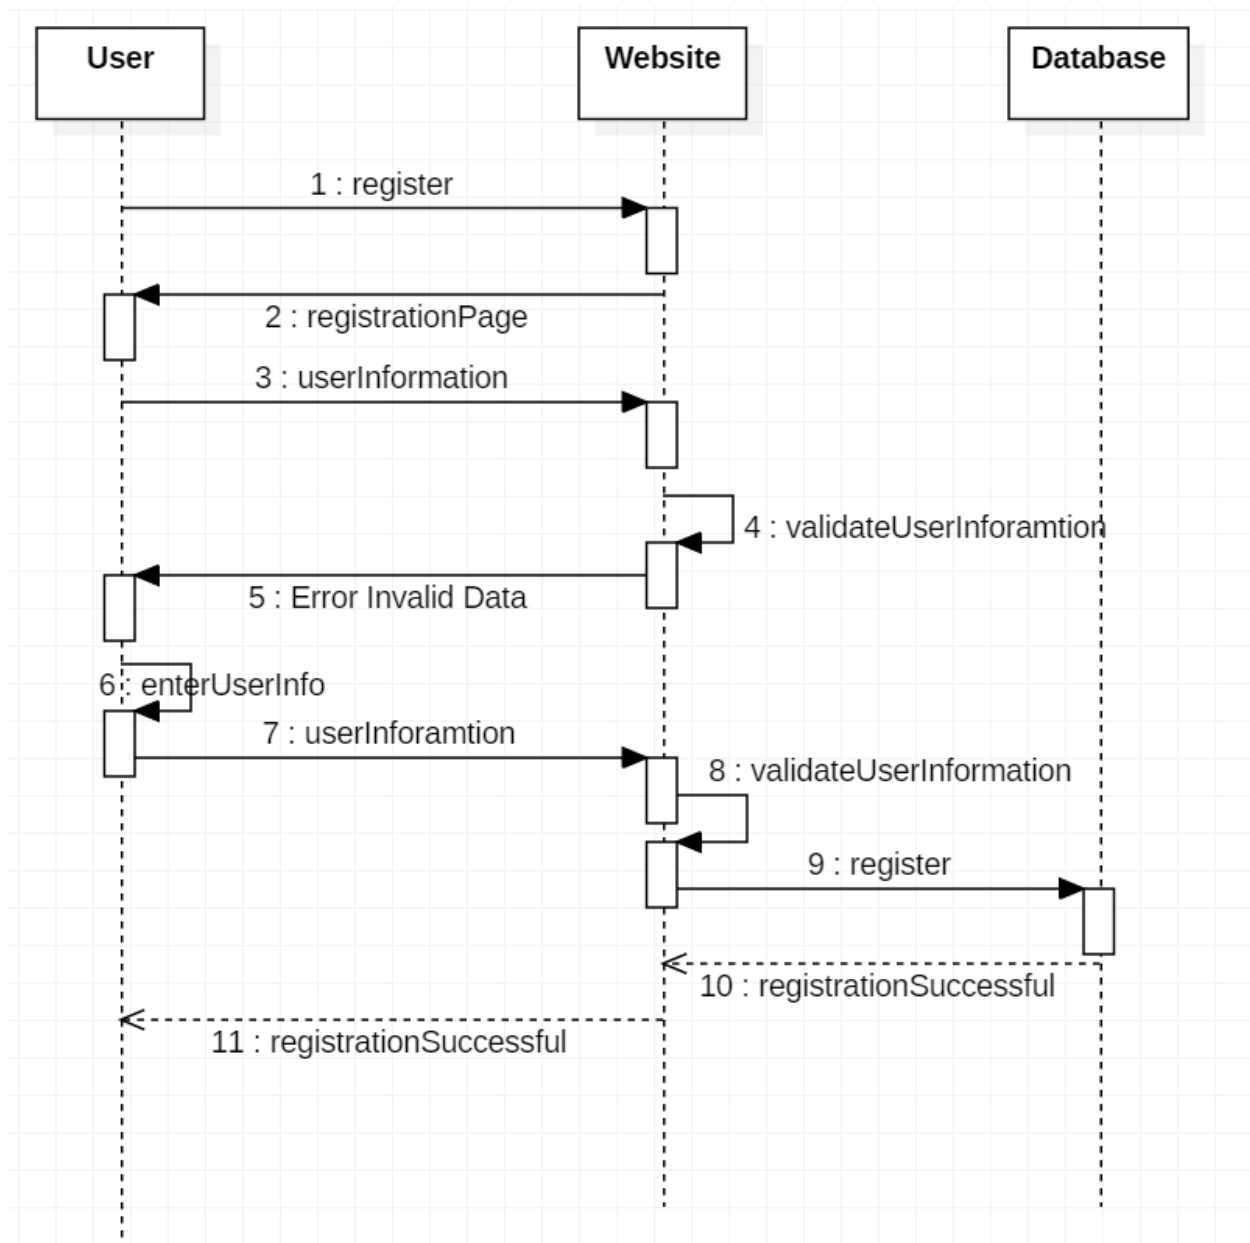 User
Website
Database
1 : register
2 : registrationPage
3 : userInformation
4 : validateUserInforamtion
5 : Error Invalid Data
6 : enterUserInfo
7 : userInforamtion
8 : validateUserInformation
9 : register
10 : registrationSuccessful
11 : registrationSuccessful